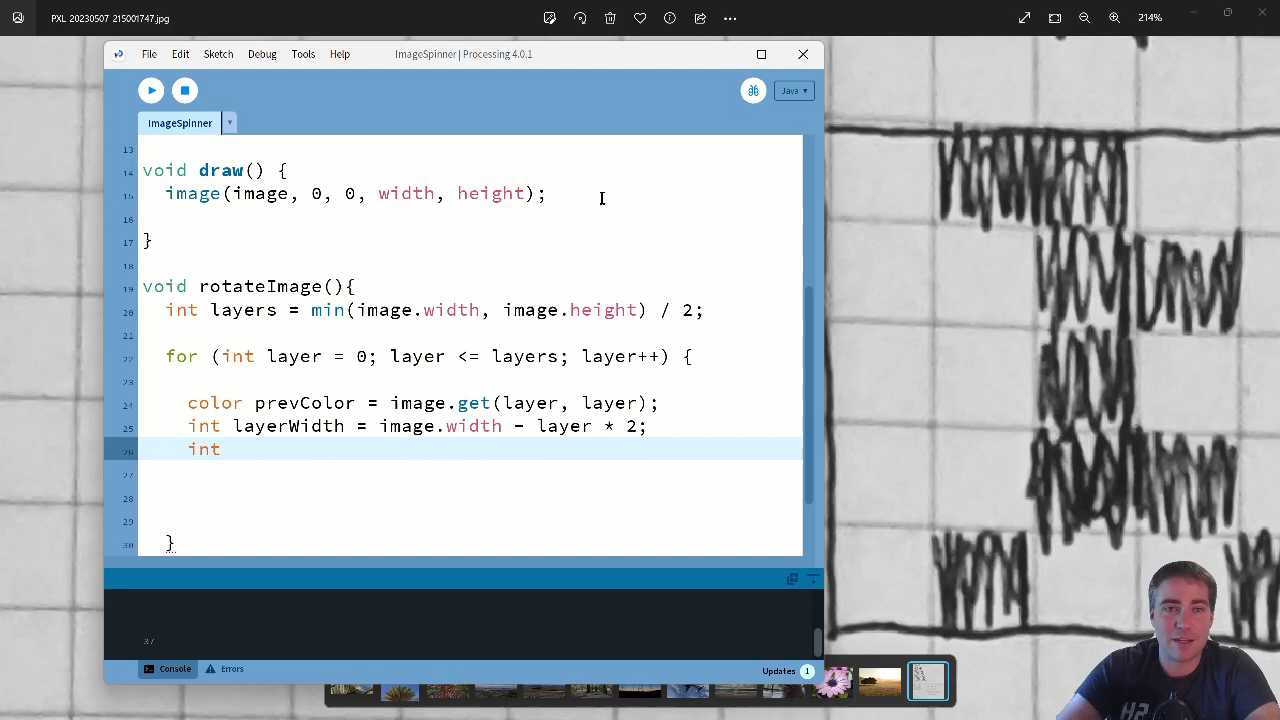 PXL 20230507 215001747.jpg
214%
File Edit Sketch Debug Tools Help
ImageSpinner | Processing 4.0.1
Java ▾
ImageSpinner
13
14 void draw() {
15 image(image, 0, 0, width, height);
16
17 }
18
19 void rotateImage(){
20 int layers = min(image.width, image.height) / 2;
21
22 for (int layer = 0; layer <= layers; layer++) {
23
24 color prevColor = image.get(layer, layer);
25 int layerWidth = image.width - layer * 2;
26 int
27
28
29
30 }
37
Console Errors
Updates 1
H2